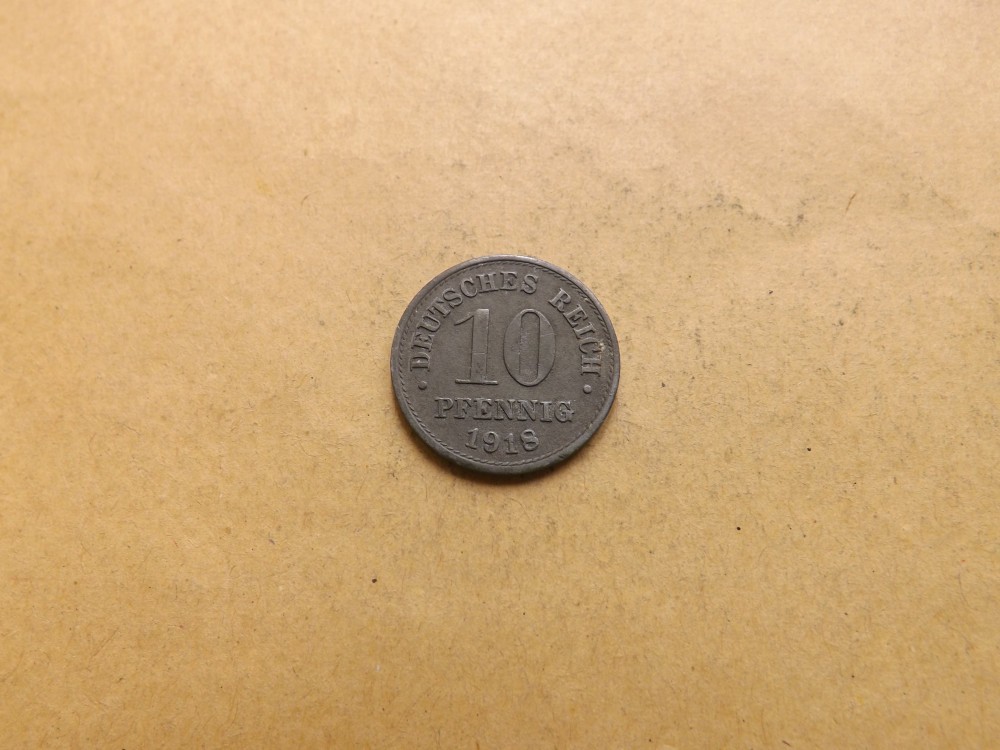 · DEUTSCHES REICH ·
10
PFENNIG
1918